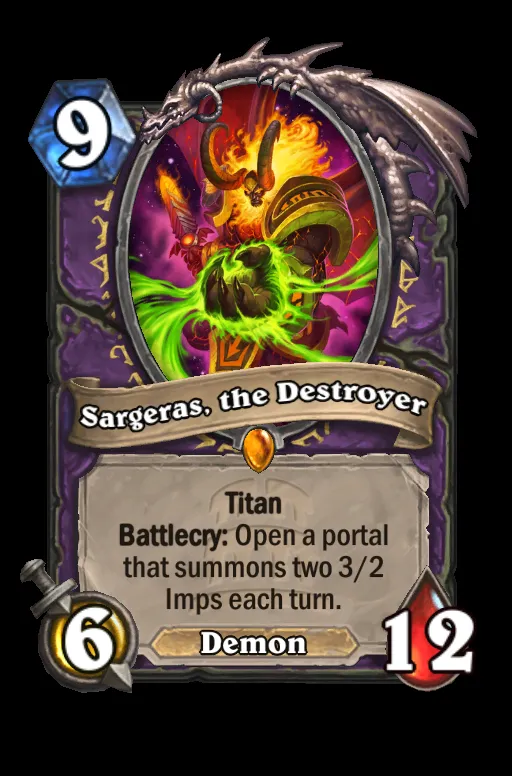 9
Sargeras, the Destroyer
Titan
Battlecry: Open a portal
that summons two 3/2
Imps each turn.
6
Demon
12